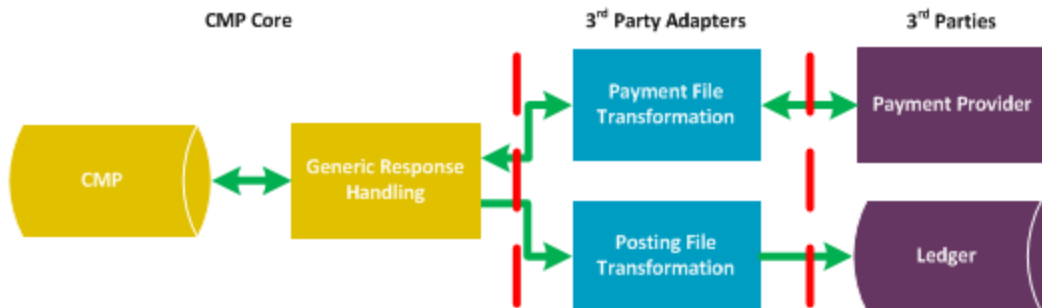 CMP Core
3rd Party Adapters
3rd Parties
Payment File
Transformation
Payment Provider
CMP
Generic Response
Handling
Posting File
Transformation
Ledger